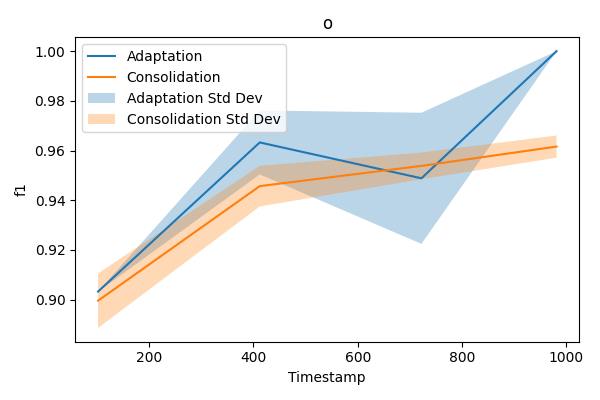 o
Adaptation
Consolidation
Adaptation Std Dev
Consolidation Std Dev
1.00
0.98
0.96
0.94
0.92
0.90
f1
200
400
600
800
1000
Timestamp